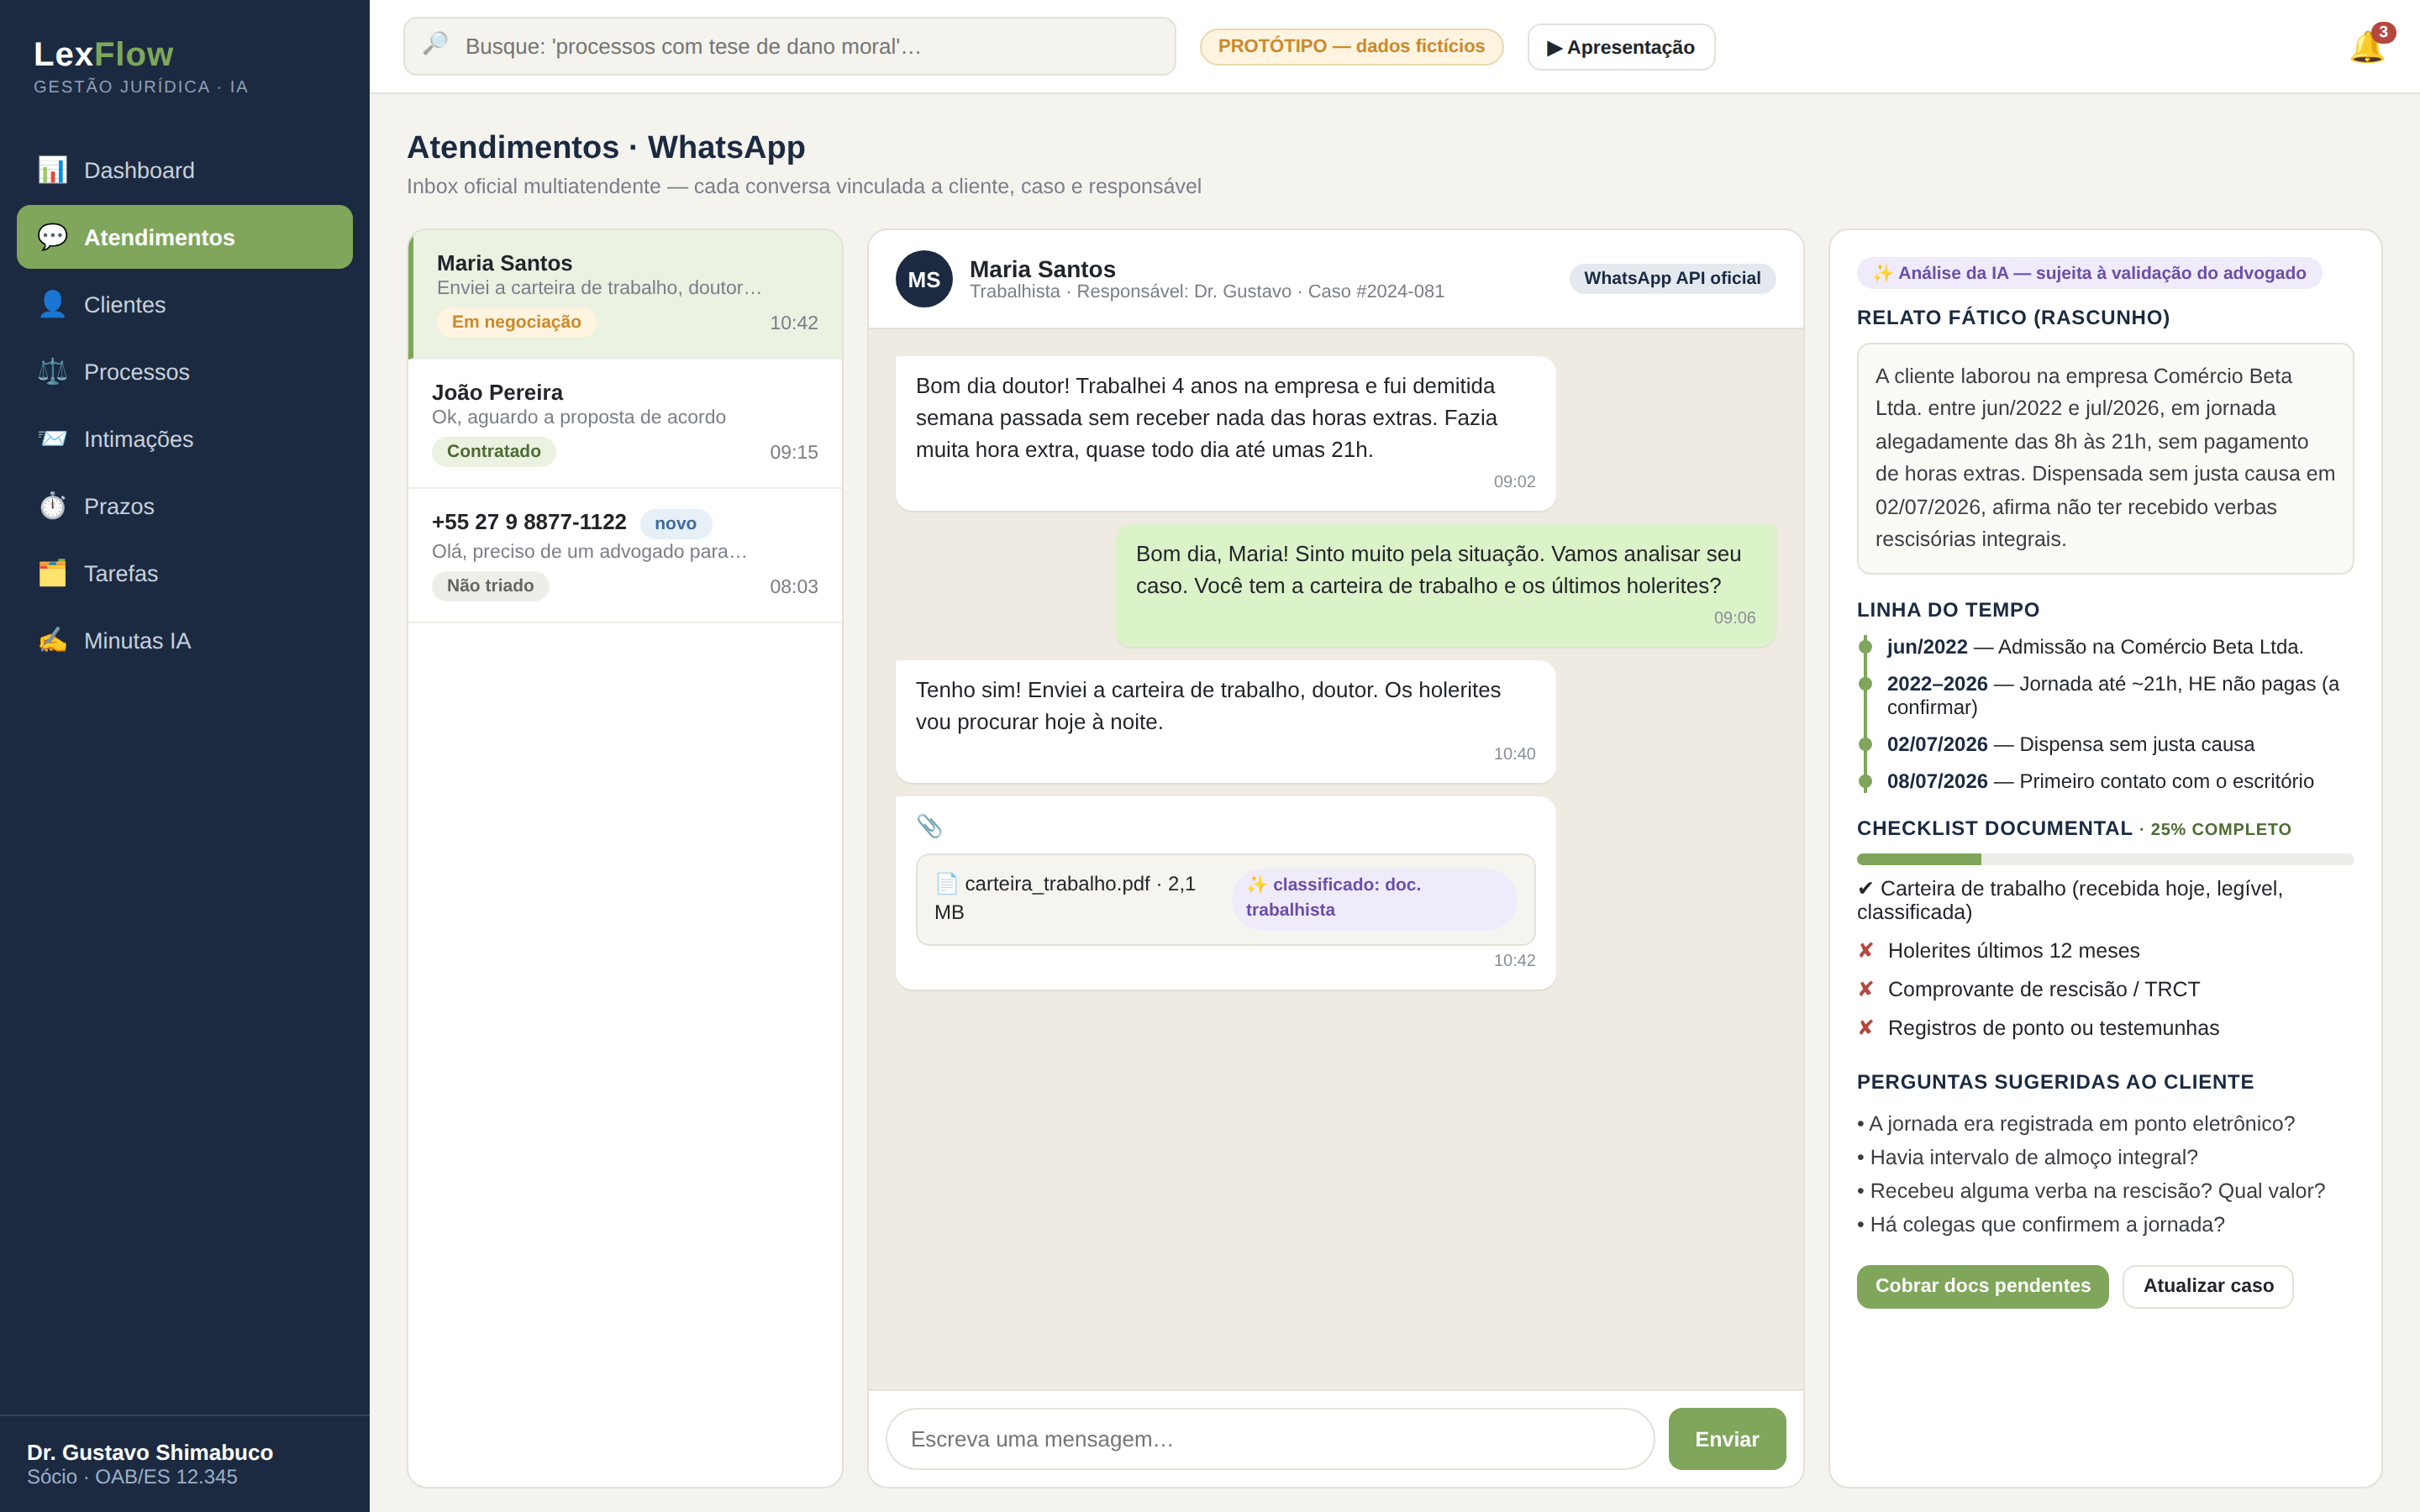 LexFlow
GESTÃO JURÍDICA · IA
Dashboard
Atendimentos
Clientes
Processos
Intimações
Prazos
Tarefas
Minutas IA
Dr. Gustavo Shimabuco
Sócio · OAB/ES 12.345
Busque: 'processos com tese de dano moral'…
PROTÓTIPO — dados fictícios
▶ Apresentação
3
Atendimentos · WhatsApp
Inbox oficial multiatendente — cada conversa vinculada a cliente, caso e responsável
Maria Santos
Enviei a carteira de trabalho, doutor…
Em negociação
10:42
João Pereira
Ok, aguardo a proposta de acordo
Contratado
09:15
+55 27 9 8877-1122 novo
Olá, preciso de um advogado para…
Não triado
08:03
MS
Maria Santos
Trabalhista · Responsável: Dr. Gustavo · Caso #2024-081
WhatsApp API oficial
Bom dia doutor! Trabalhei 4 anos na empresa e fui demitida
semana passada sem receber nada das horas extras. Fazia
muita hora extra, quase todo dia até umas 21h.
09:02
Bom dia, Maria! Sinto muito pela situação. Vamos analisar seu
caso. Você tem a carteira de trabalho e os últimos holerites?
09:06
Tenho sim! Enviei a carteira de trabalho, doutor. Os holerites
vou procurar hoje à noite.
10:40
📎
📄 carteira_trabalho.pdf · 2,1
MB
✨ classificado: doc.
trabalhista
10:42
Escreva uma mensagem…
Enviar
✨ Análise da IA — sujeita à validação do advogado
RELATO FÁTICO (RASCUNHO)
A cliente laborou na empresa Comércio Beta
Ltda. entre jun/2022 e jul/2026, em jornada
alegadamente das 8h às 21h, sem pagamento
de horas extras. Dispensada sem justa causa em
02/07/2026, afirma não ter recebido verbas
rescisórias integrais.
LINHA DO TEMPO
jun/2022 — Admissão na Comércio Beta Ltda.
2022–2026 — Jornada até ~21h, HE não pagas (a
confirmar)
02/07/2026 — Dispensa sem justa causa
08/07/2026 — Primeiro contato com o escritório
CHECKLIST DOCUMENTAL · 25% COMPLETO
✔ Carteira de trabalho (recebida hoje, legível,
classificada)
✘ Holerites últimos 12 meses
✘ Comprovante de rescisão / TRCT
✘ Registros de ponto ou testemunhas
PERGUNTAS SUGERIDAS AO CLIENTE
• A jornada era registrada em ponto eletrônico?
• Havia intervalo de almoço integral?
• Recebeu alguma verba na rescisão? Qual valor?
• Há colegas que confirmem a jornada?
Cobrar docs pendentes
Atualizar caso